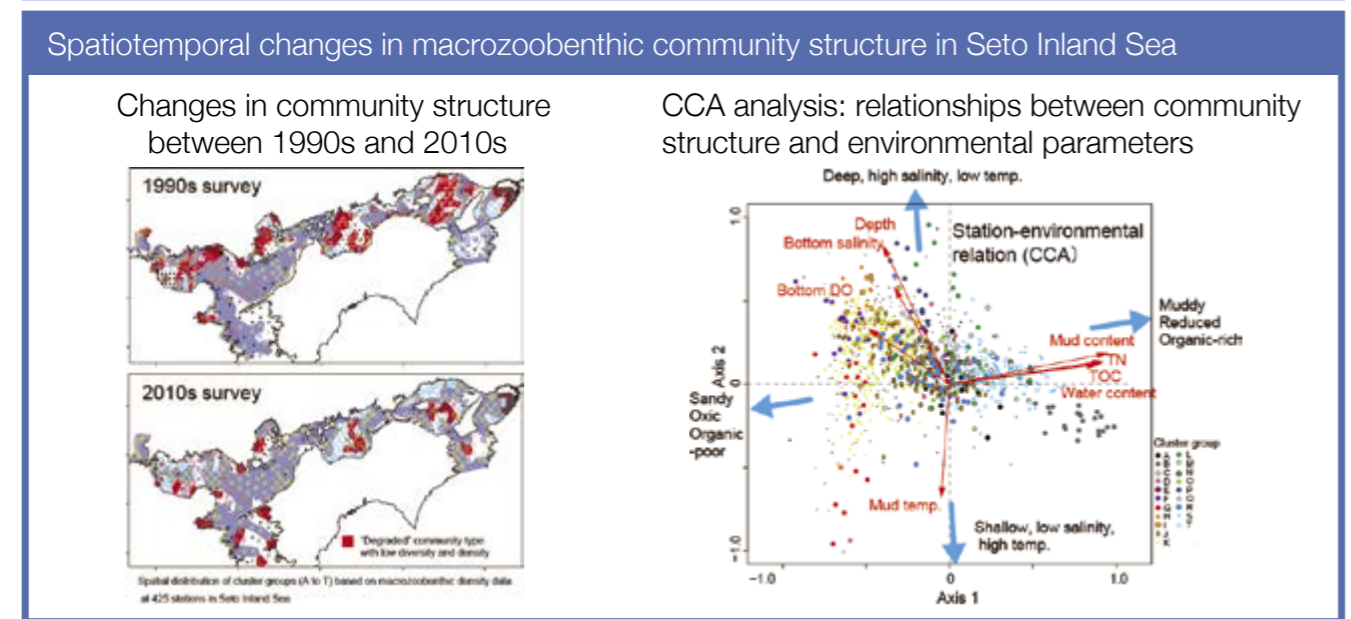 Spatiotemporal changes in macrozoobenthic community structure in Seto Inland Sea
Changes in community structure
between 1990s and 2010s
1990s survey
2010s survey
"Degraded" community type
with low diversity and density
Spatial distribution of cluster groups (A to T) based on macrozoobenthic density data
at 425 stations in Seto Inland Sea
CCA analysis: relationships between community
structure and environmental parameters
Deep, high salinity, low temp.
1.0
Depth
Bottom salinity
Station-environmental
relation (CCA)
Bottom DO
Muddy
Reduced
Organic-rich
Mud content
TN
TOC
Water content
Axis 2
0
Sandy
Oxic
Organic
-poor
Cluster group
Mud temp.
Shallow, low salinity,
high temp.
-1.0
-1.0
0
1.0
Axis 1